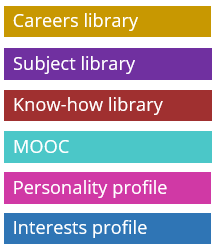 Careers library
Subject library
Know-how library
MOOC
Personality profile
Interests profile